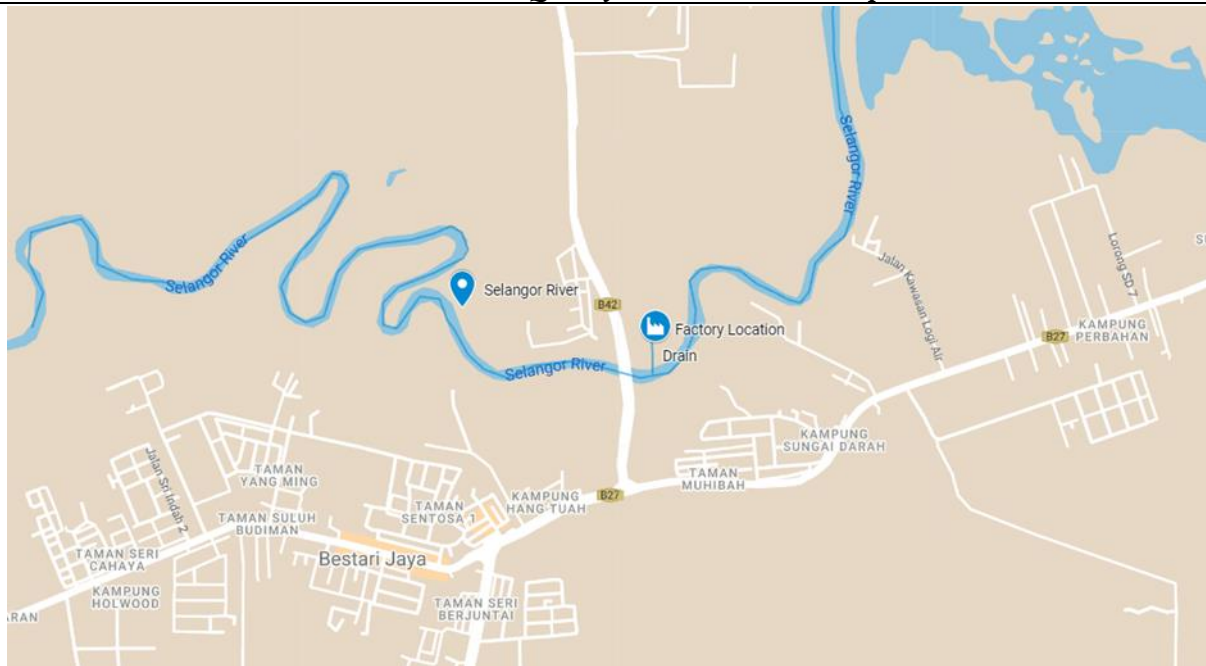 Selangor River
Jalan Kawasan Logi Air
Lorong SD 7
Selangor River
Selangor River
B42
Factory Location
Drain
KAMPUNG
PERBAHAN
B27
Selangor River
KAMPUNG
SUNGAI DARAH
TAMAN
MUHIBAH
Jalan Sri Indah 2
TAMAN
YANG MING
KAMPUNG
HANG TUAH
B27
TAMAN
SENTOSA 1
TAMAN SULUH
BUDIMAN
TAMAN SERI
CAHAYA
Bestari Jaya
KAMPUNG
HOLWOOD
TAMAN SERI
BERJUNTAI
ARAN